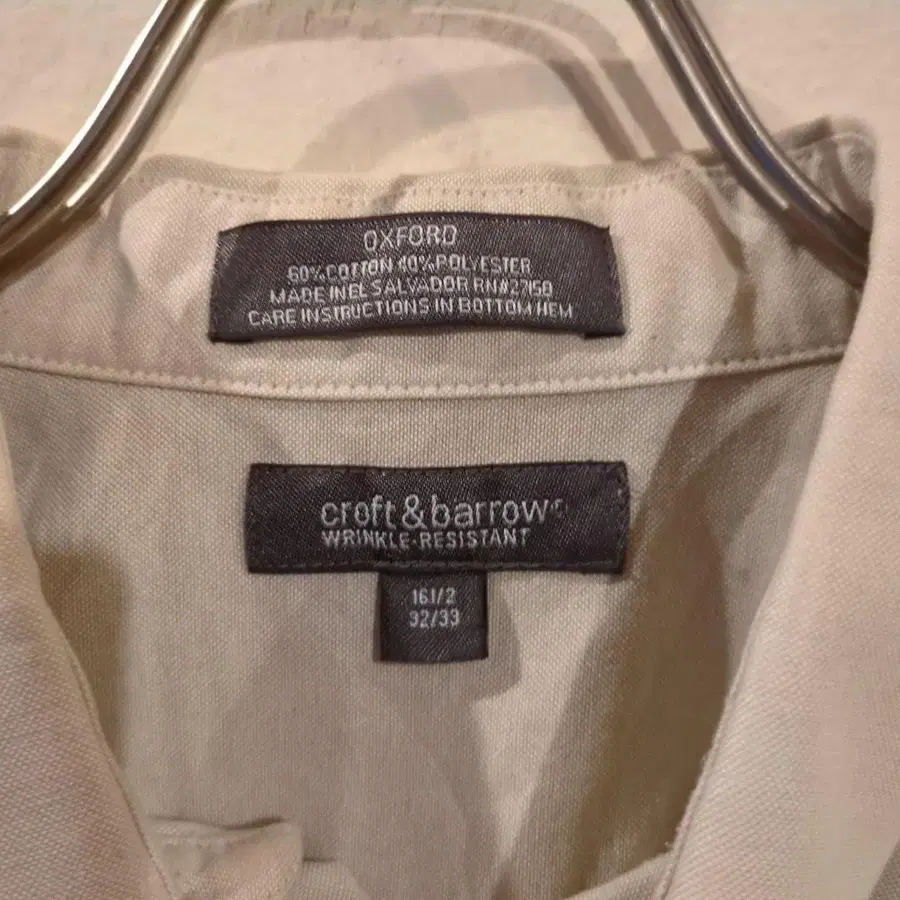 OXFORD
60% COTTON 40% POLYESTER
MADE IN EL SALVADOR RN#27150
CARE INSTRUCTIONS IN BOTTOM HEM
croft&barrow®
WRINKLE-RESISTANT
16 1/2
32/33